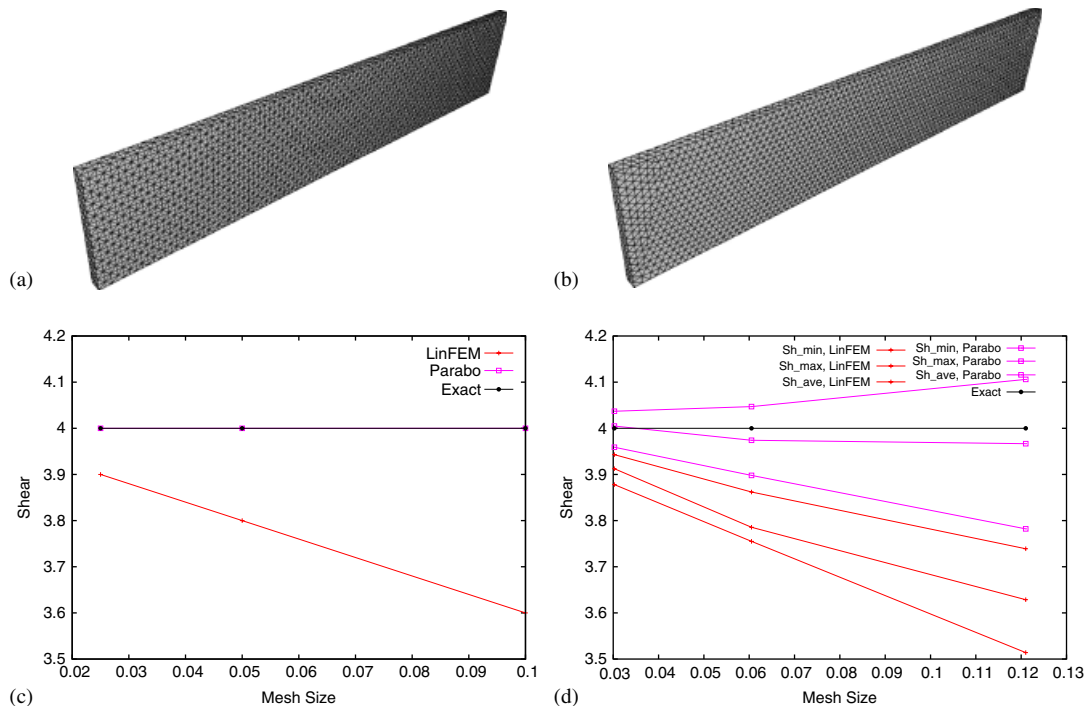 (a)
(b)
4.2
4.1
4
3.9
3.8
3.7
3.6
3.5
Shear
LinFEM
Parabo
Exact
0.02 0.03 0.04 0.05 0.06 0.07 0.08 0.09 0.1
Mesh Size
(c)
4.2
4.1
4
3.9
3.8
3.7
3.6
3.5
Shear
Sh_min, LinFEM
Sh_max, LinFEM
Sh_ave, LinFEM
Sh_min, Parabo
Sh_max, Parabo
Sh_ave, Parabo
Exact
0.03 0.04 0.05 0.06 0.07 0.08 0.09 0.1 0.11 0.12 0.13
Mesh Size
(d)